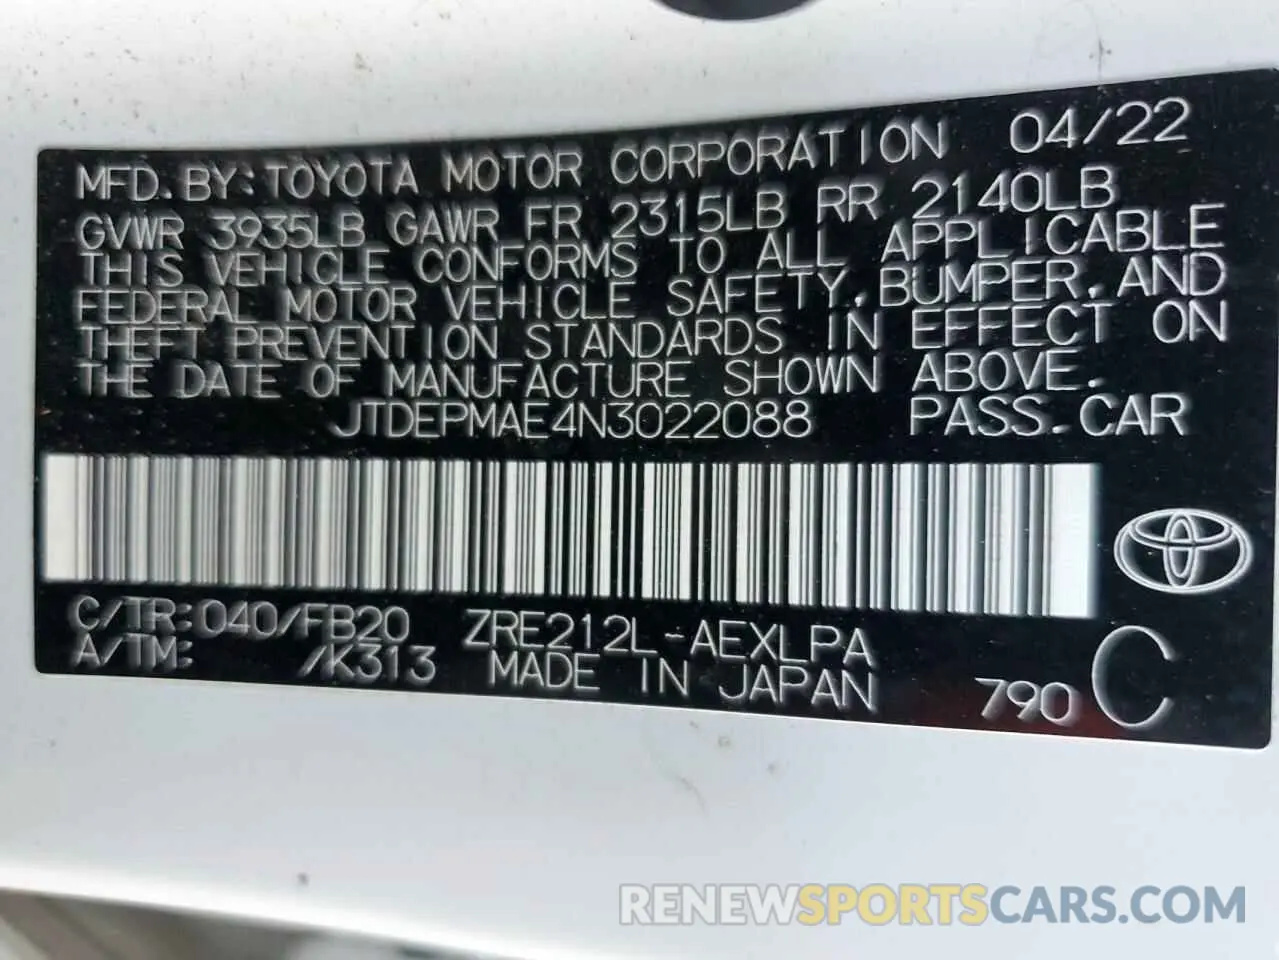 MFD. BY: TOYOTA MOTOR CORPORATION 04/22
GVWR 3935LB GAWR FR 2315LB RR 2140LB
THIS VEHICLE CONFORMS TO ALL APPLICABLE
FEDERAL MOTOR VEHICLE SAFETY, BUMPER, AND
THEFT PREVENTION STANDARDS IN EFFECT ON
THE DATE OF MANUFACTURE SHOWN ABOVE.
JTDEPMAE4N3022088 PASS. CAR
C/TR: 040/FB20 ZRE212L-AEXLPA
A/TM: /K313 MADE IN JAPAN 790 C
RENEWSPORTSCARS.COM